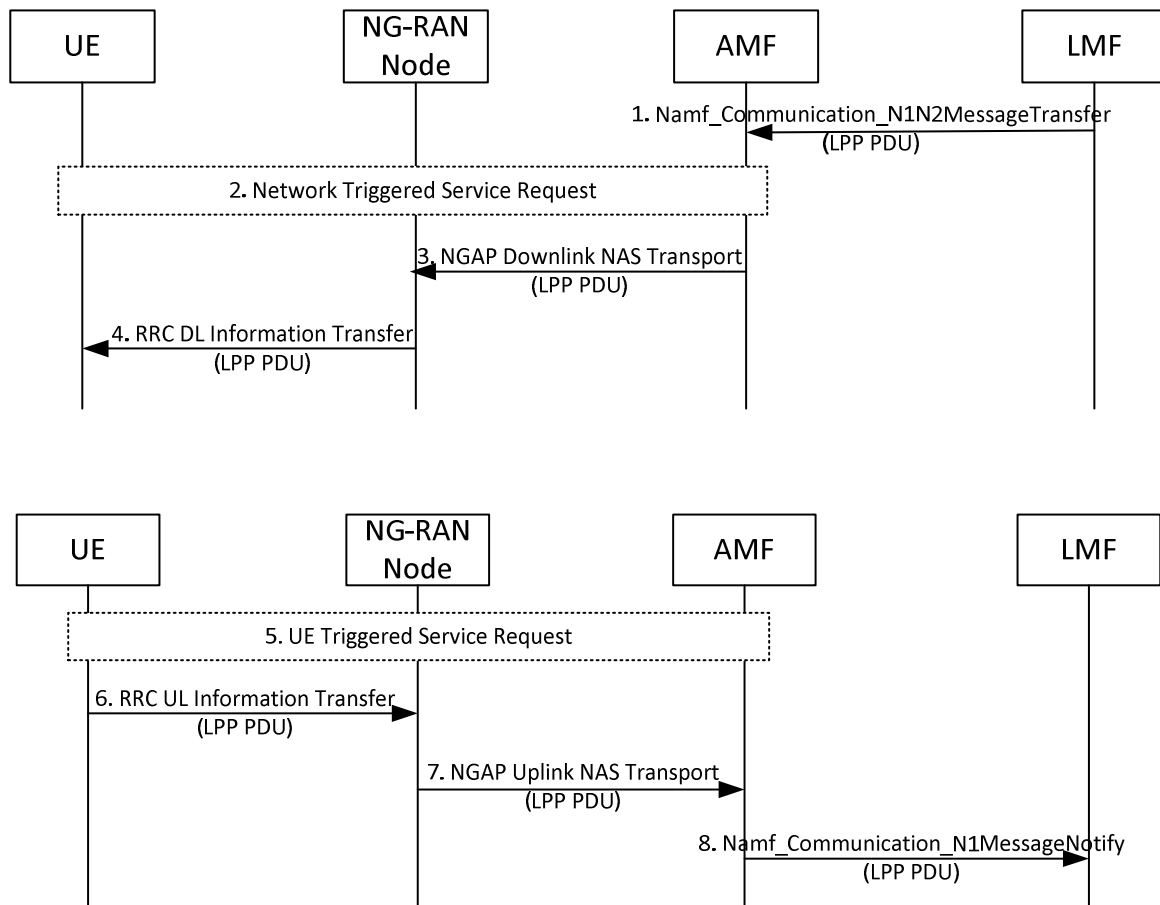 UE
NG-RAN
Node
AMF
LMF
1. Namf_Communication_N1N2MessageTransfer
(LPP PDU)
2. Network Triggered Service Request
3. NGAP Downlink NAS Transport
(LPP PDU)
4. RRC DL Information Transfer
(LPP PDU)
UE
NG-RAN
Node
AMF
LMF
5. UE Triggered Service Request
6. RRC UL Information Transfer
(LPP PDU)
7. NGAP Uplink NAS Transport
(LPP PDU)
8. Namf_Communication_N1MessageNotify
(LPP PDU)